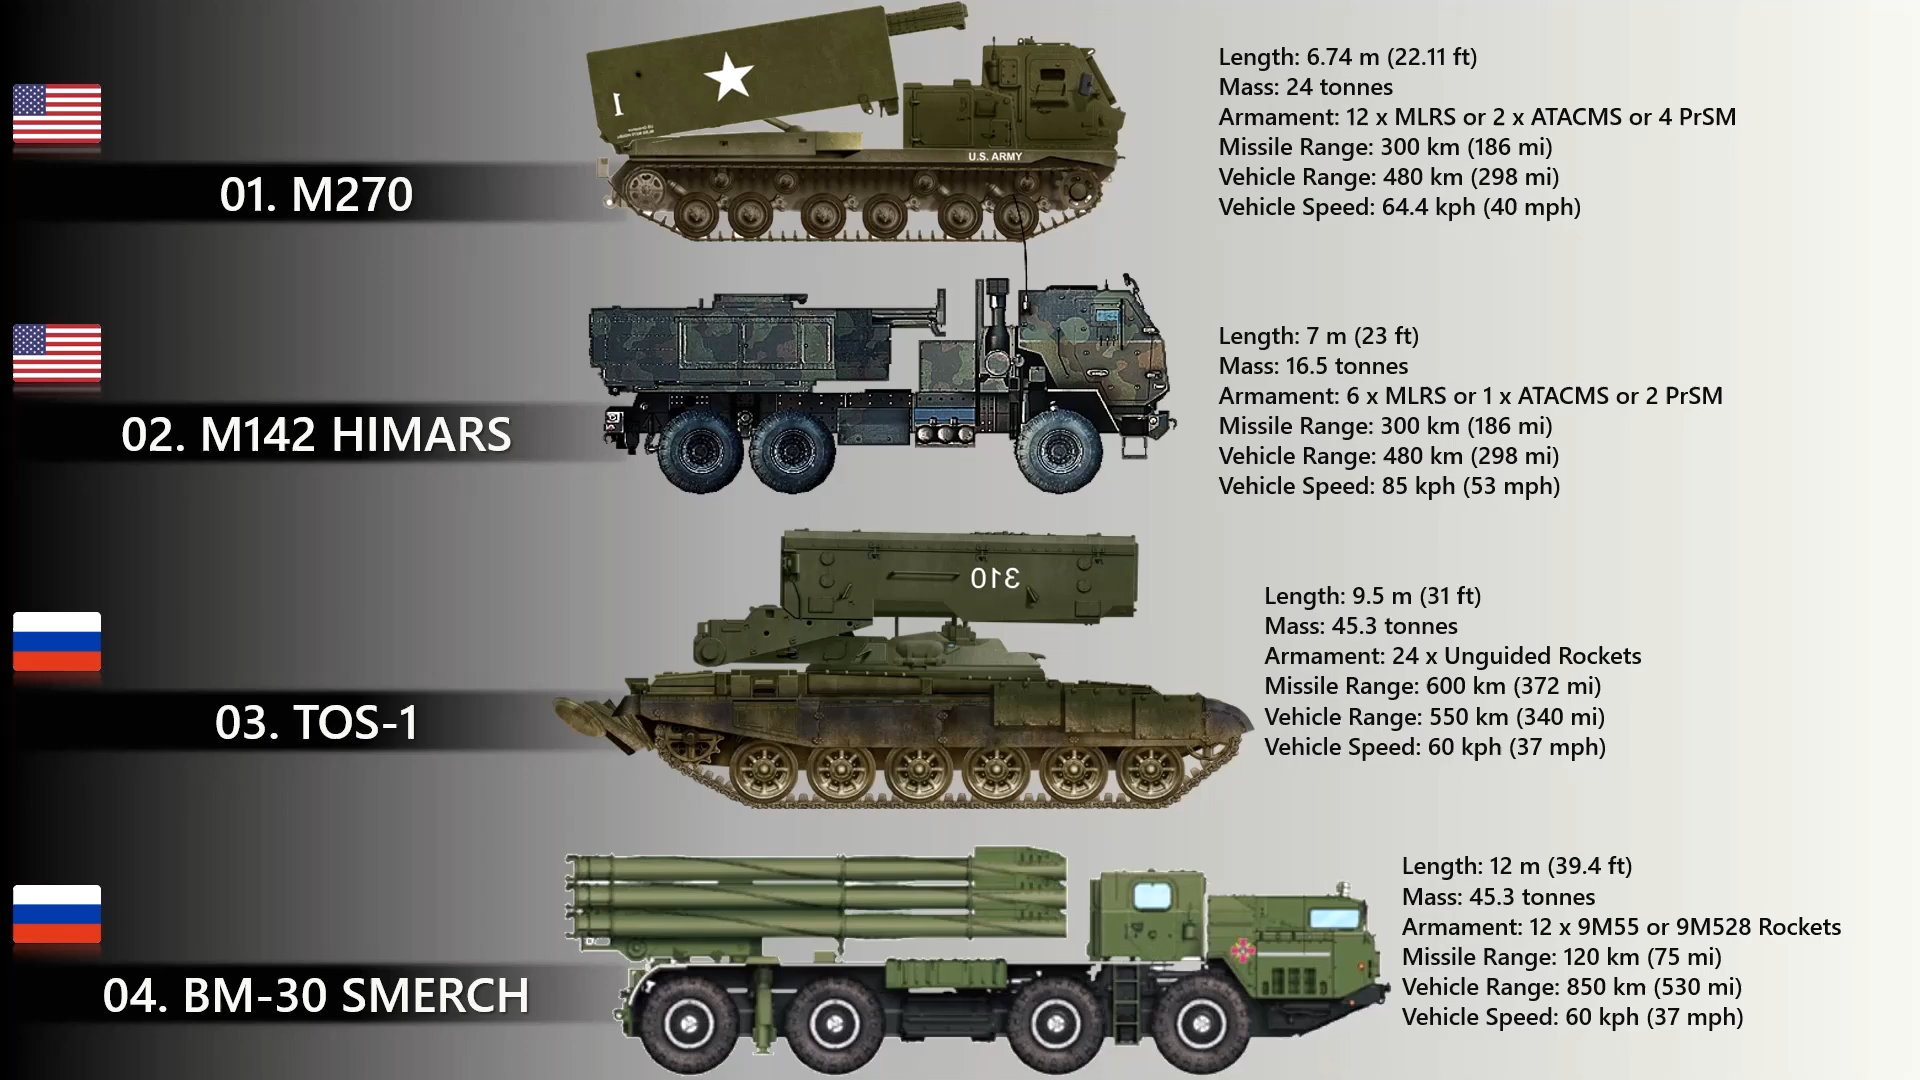 01. M270
I
U.S. ARMY
Length: 6.74 m (22.11 ft)
Mass: 24 tonnes
Armament: 12 x MLRS or 2 x ATACMS or 4 PrSM
Missile Range: 300 km (186 mi)
Vehicle Range: 480 km (298 mi)
Vehicle Speed: 64.4 kph (40 mph)
02. M142 HIMARS
Length: 7 m (23 ft)
Mass: 16.5 tonnes
Armament: 6 x MLRS or 1 x ATACMS or 2 PrSM
Missile Range: 300 km (186 mi)
Vehicle Range: 480 km (298 mi)
Vehicle Speed: 85 kph (53 mph)
03. TOS-1
310
Length: 9.5 m (31 ft)
Mass: 45.3 tonnes
Armament: 24 x Unguided Rockets
Missile Range: 600 km (372 mi)
Vehicle Range: 550 km (340 mi)
Vehicle Speed: 60 kph (37 mph)
04. BM-30 SMERCH
Length: 12 m (39.4 ft)
Mass: 45.3 tonnes
Armament: 12 x 9M55 or 9M528 Rockets
Missile Range: 120 km (75 mi)
Vehicle Range: 850 km (530 mi)
Vehicle Speed: 60 kph (37 mph)